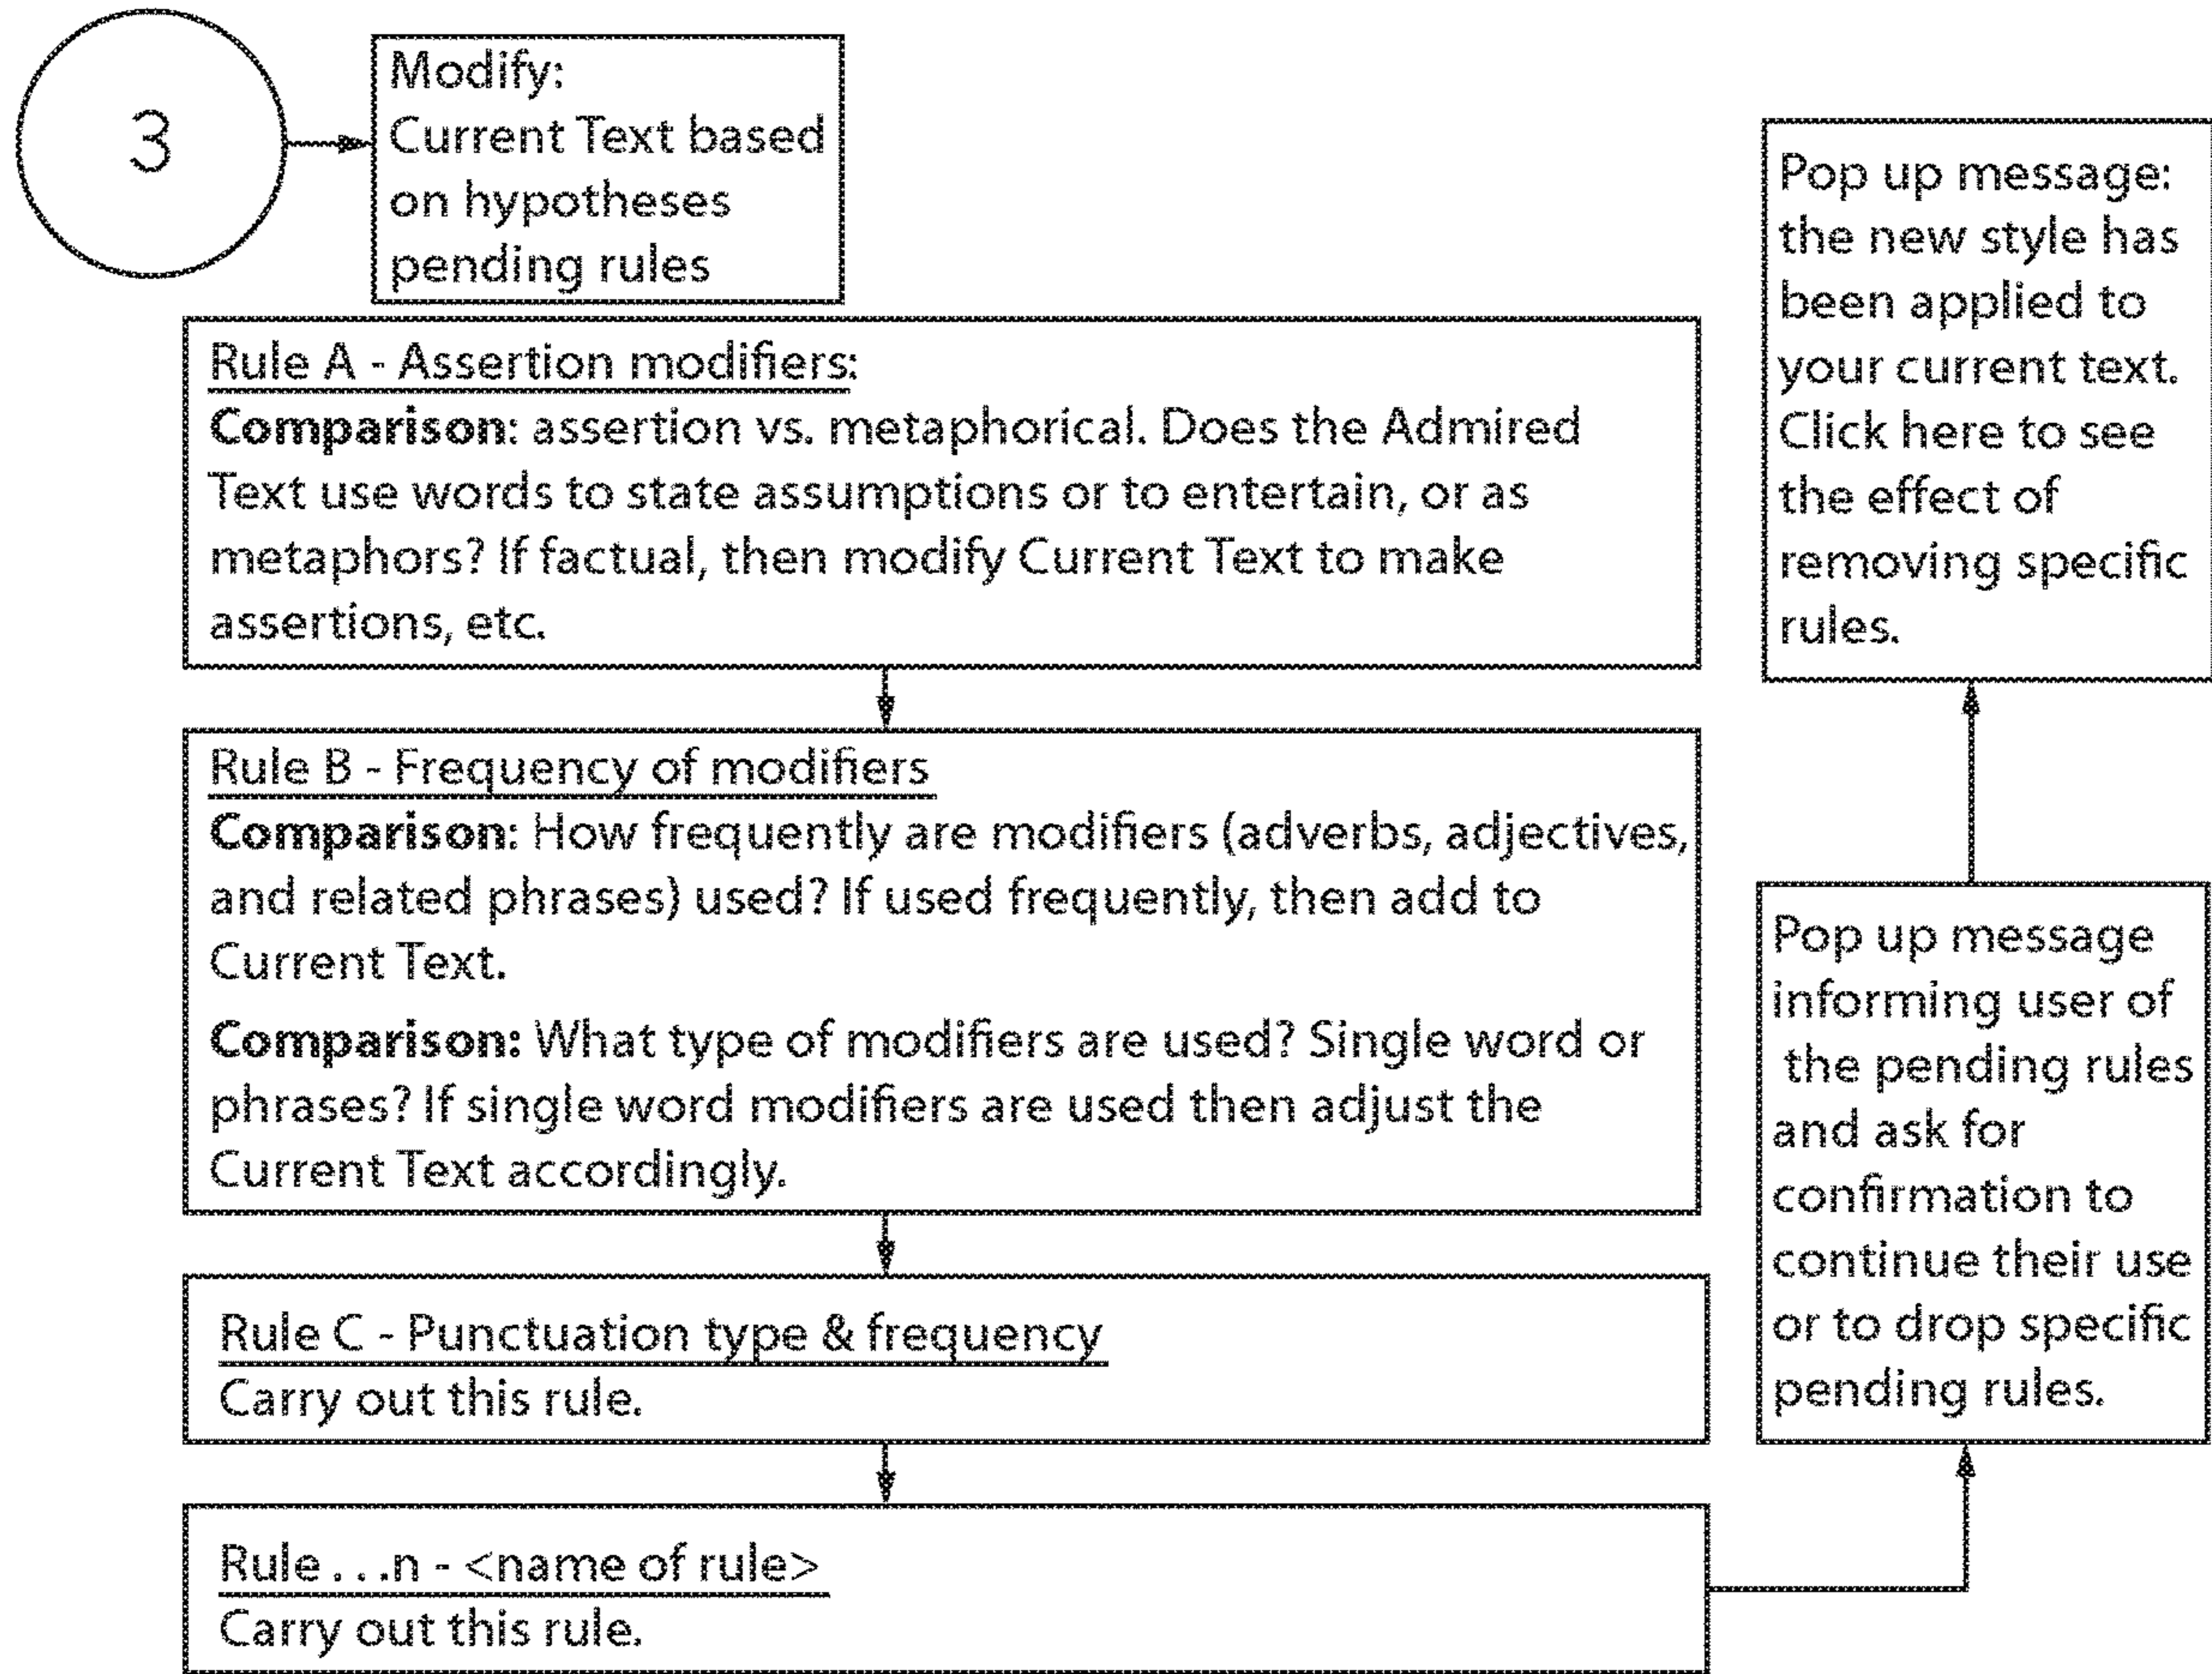 3
Modify:
Current Text based
on hypotheses
pending rules
Rule A - Assertion modifiers:
Comparison: assertion vs. metaphorical. Does the Admired
Text use words to state assumptions or to entertain, or as
metaphors? If factual, then modify Current Text to make
assertions, etc.
Rule B - Frequency of modifiers
Comparison: How frequently are modifiers (adverbs, adjectives,
and related phrases) used? If used frequently, then add to
Current Text.
Comparison: What type of modifiers are used? Single word or
phrases? If single word modifiers are used then adjust the
Current Text accordingly.
Rule C - Punctuation type & frequency
Carry out this rule.
Rule . . .n - <name of rule>
Carry out this rule.
Pop up message
informing user of
the pending rules
and ask for
confirmation to
continue their use
or to drop specific
pending rules.
Pop up message:
the new style has
been applied to
your current text.
Click here to see
the effect of
removing specific
rules.